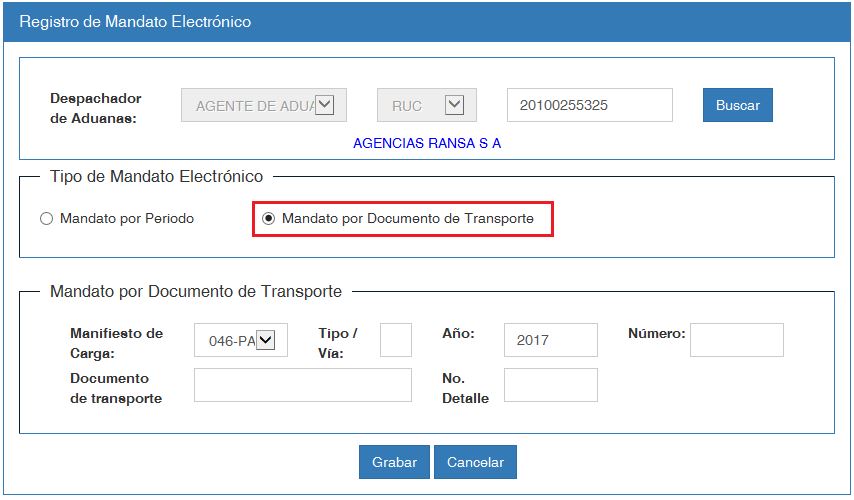 Registro de Mandato Electrónico
Despachador de Aduanas: AGENTE DE ADUA RUC 20100255325 Buscar
AGENCIAS RANSA S A
Tipo de Mandato Electrónico
Mandato por Periodo Mandato por Documento de Transporte
Mandato por Documento de Transporte
Manifiesto de Carga: 046-PA Tipo / Vía: Año: 2017 Número:
Documento de transporte No. Detalle
Grabar Cancelar